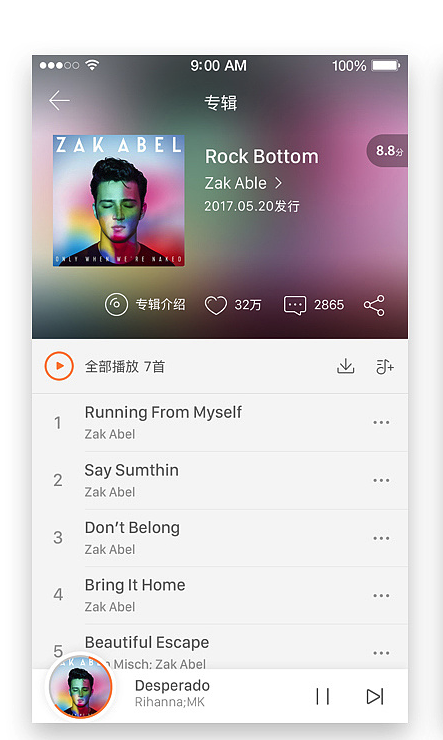 9:00 AM 100%
专辑
ZAK ABEL
ONLY WHEN WE'RE NAKED
Rock Bottom
8.8分
Zak Able
2017.05.20发行
专辑介绍 32万 2865
全部播放 7首
1 Running From Myself
Zak Abel
2 Say Sumthin
Zak Abel
3 Don't Belong
Zak Abel
4 Bring It Home
Zak Abel
5 Beautiful Escape
Misch; Zak Abel
ZAK AB
Desperado
Rihanna;MK